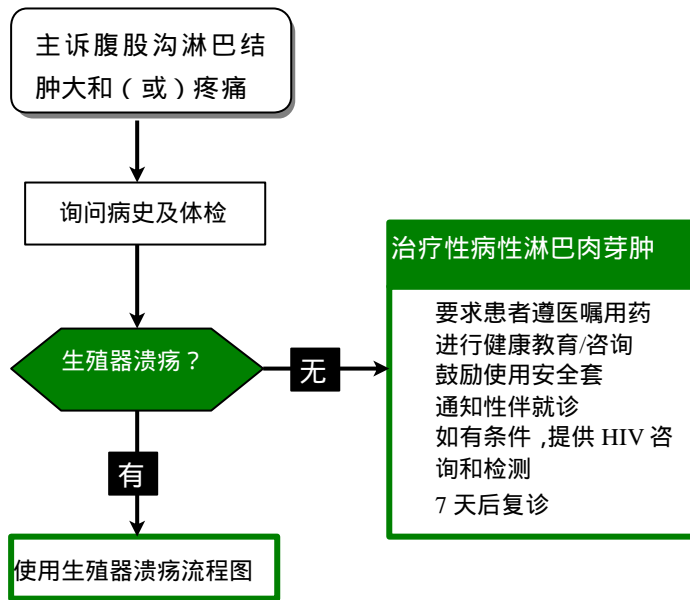 主诉腹股沟淋巴结
肿大和（或）疼痛
询问病史及体检
生殖器溃疡？
无
治疗性病性淋巴肉芽肿
要求患者遵医嘱用药
进行健康教育/咨询
鼓励使用安全套
通知性伴就诊
如有条件，提供 HIV 咨
询和检测
7 天后复诊
有
使用生殖器溃疡流程图